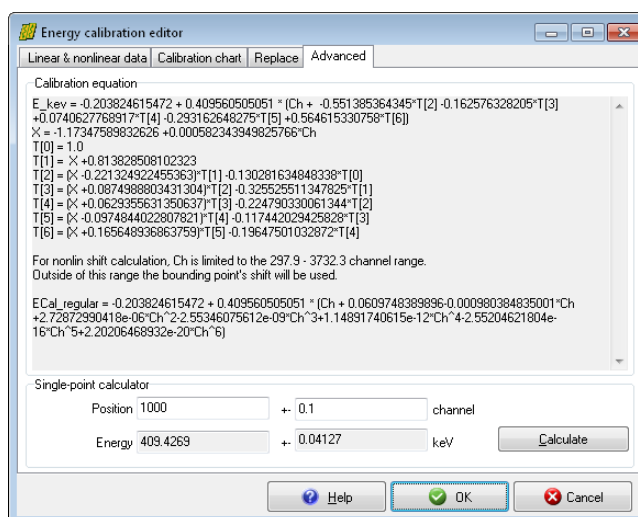 Energy calibration editor
Linear & nonlinear data Calibration chart Replace Advanced
Calibration equation
E_kev = -0.203824615472 + 0.409560505051 * (Ch + -0.551385364345*T[2] -0.162576328205*T[3]
+0.0740627768917*T[4] -0.293162648275*T[5] +0.564615330758*T[6])
X = -1.17347589832626 +0.000582343949825766*Ch
T[0] = 1.0
T[1] = X +0.813828508102323
T[2] = (X -0.221324922455363)*T[1] -0.130281634848338*T[0]
T[3] = (X +0.0874988803431304)*T[2] -0.325525511347825*T[1]
T[4] = (X +0.0629355631350637)*T[3] -0.224790330061344*T[2]
T[5] = (X -0.0974844022807821)*T[4] -0.117442029425828*T[3]
T[6] = (X +0.165648936863759)*T[5] -0.19647501032872*T[4]
For nonlin shift calculation, Ch is limited to the 297.9 - 3732.3 channel range.
Outside of this range the bounding point's shift will be used.
ECal_regular = -0.203824615472 + 0.409560505051 * (Ch + 0.0609748389896-0.000980384835001*Ch
+2.72872990418e-06*Ch^2-2.55346075612e-09*Ch^3+1.14891740615e-12*Ch^4-2.55204621804e-
16*Ch^5+2.20206468932e-20*Ch^6)
Single-point calculator
Position 1000 +- 0.1 channel
Energy 409.4269 +- 0.04127 keV Calculate
Help OK Cancel